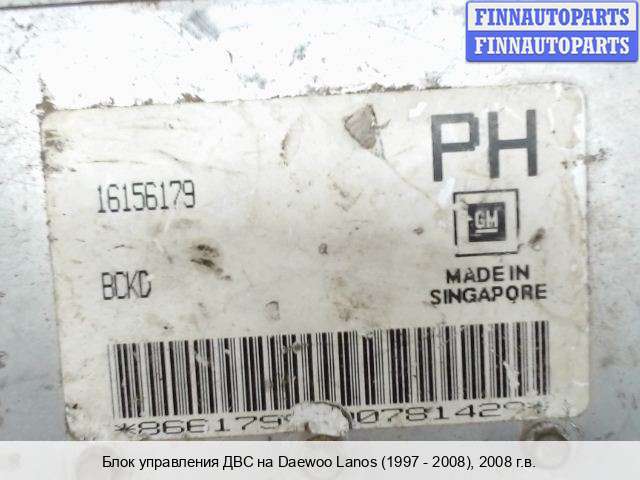 FINNAUTOPARTS
FINNAUTOPARTS
PH
16156179
GM
BCKD
MADE IN
SINGAPORE
Блок управления ДВС на Daewoo Lanos (1997 - 2008), 2008 г.в.